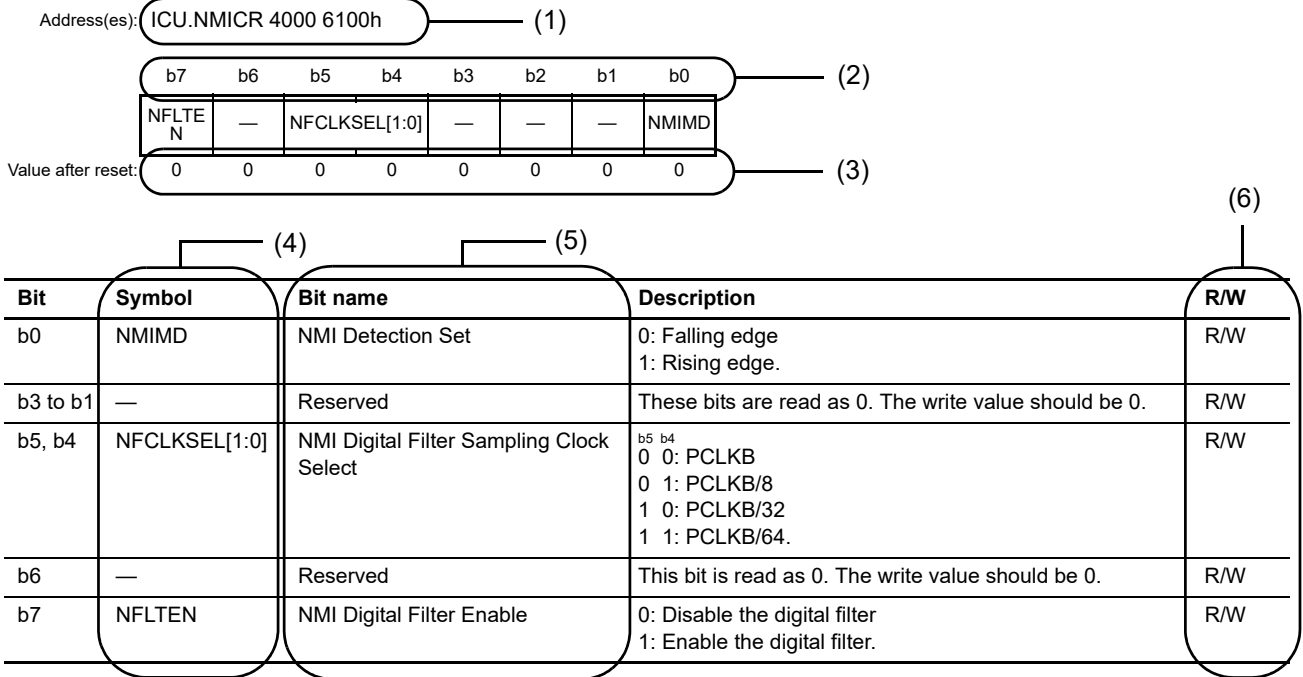 Address(es): ICU.NMICR 4000 6100h (1)
b7 b6 b5 b4 b3 b2 b1 b0 (2)
NFLTE
N — NFCLKSEL[1:0] — — — NMIMD
Value after reset: 0 0 0 0 0 0 0 0 (3)
(6)
(4) (5)
Bit Symbol Bit name Description R/W
b0 NMIMD NMI Detection Set 0: Falling edge R/W
1: Rising edge.
b3 to b1 — Reserved These bits are read as 0. The write value should be 0. R/W
b5, b4 NFCLKSEL[1:0] NMI Digital Filter Sampling Clock b5 b4 R/W
Select 0 0: PCLKB
0 1: PCLKB/8
1 0: PCLKB/32
1 1: PCLKB/64.
b6 — Reserved This bit is read as 0. The write value should be 0. R/W
b7 NFLTEN NMI Digital Filter Enable 0: Disable the digital filter R/W
1: Enable the digital filter.